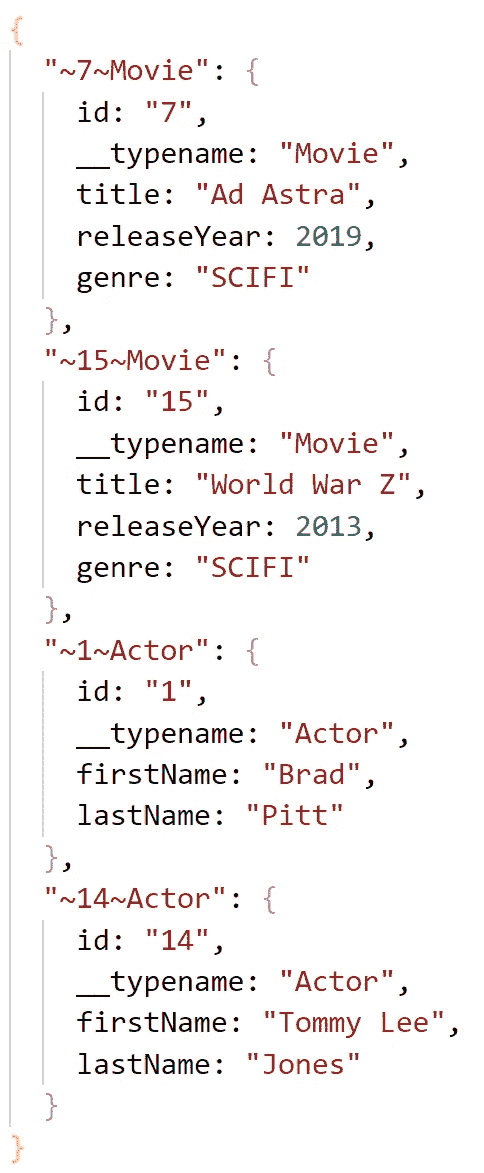 {
  "~7~Movie": {
    id: "7",
    __typename: "Movie",
    title: "Ad Astra",
    releaseYear: 2019,
    genre: "SCIFI"
  },
  "~15~Movie": {
    id: "15",
    __typename: "Movie",
    title: "World War Z",
    releaseYear: 2013,
    genre: "SCIFI"
  },
  "~1~Actor": {
    id: "1",
    __typename: "Actor",
    firstName: "Brad",
    lastName: "Pitt"
  },
  "~14~Actor": {
    id: "14",
    __typename: "Actor",
    firstName: "Tommy Lee",
    lastName: "Jones"
  }
}